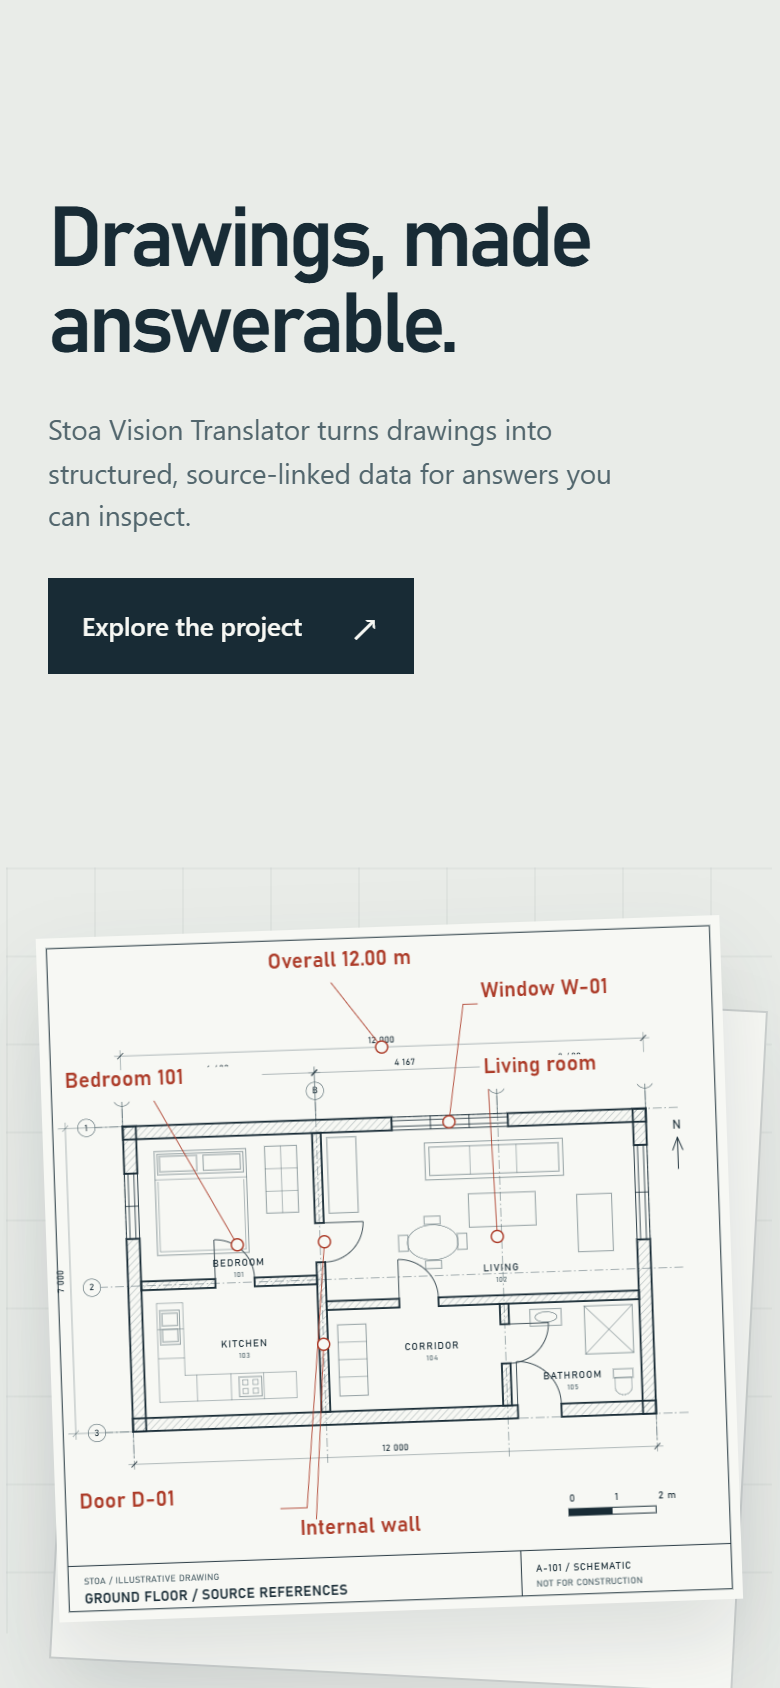 Drawings, made
answerable.
Stoa Vision Translator turns drawings into
structured, source-linked data for answers you
can inspect.
Explore the project ↗
Overall 12.00 m
Window W-01
12 000
4 167
Living room
Bedroom 101
B
1
N
BEDROOM
101
LIVING
102
7 000
2
KITCHEN
103
CORRIDOR
104
BATHROOM
105
3
12 000
Door D-01
0 1 2 m
Internal wall
STOA / ILLUSTRATIVE DRAWING
GROUND FLOOR / SOURCE REFERENCES
A-101 / SCHEMATIC
NOT FOR CONSTRUCTION